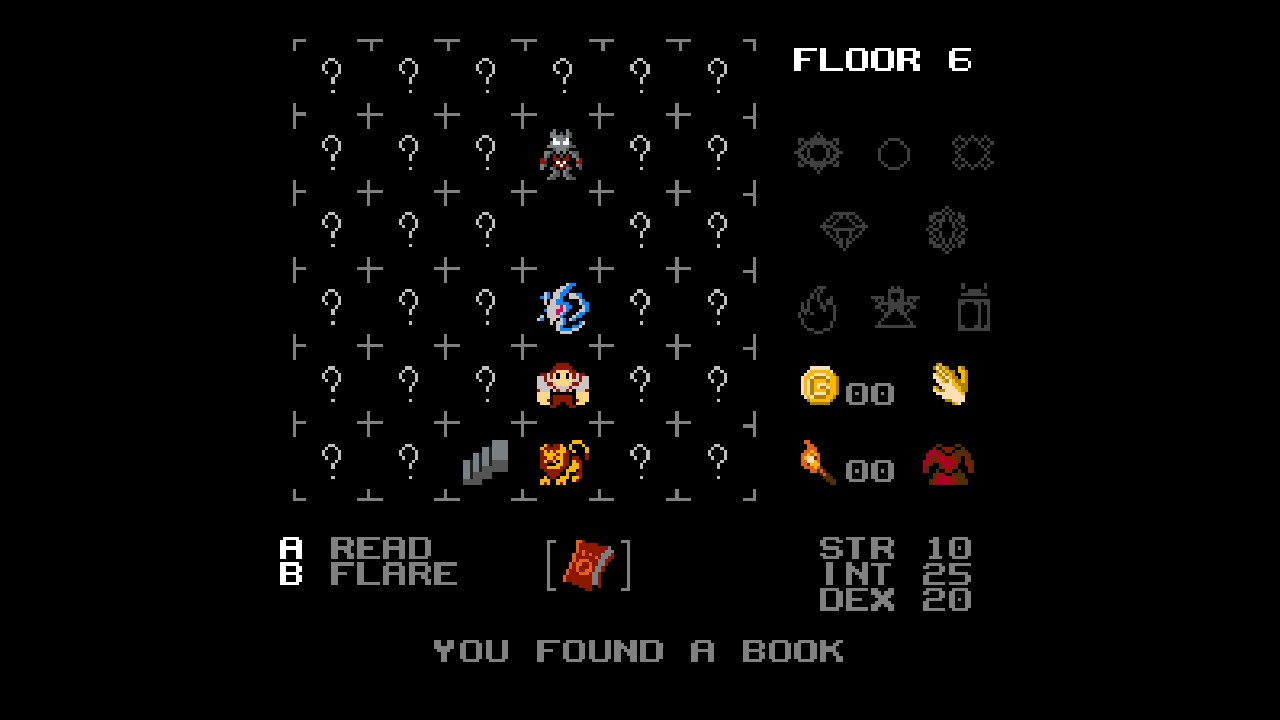 ? ? ? ? ? ?
FLOOR 6
? ? ? ? ?
? ? ? ? ?
? ? ? ? ?
? ? ? ? ?
00
? ? ? ?
00
A READ
B FLARE
STR 10
INT 25
DEX 20
YOU FOUND A BOOK